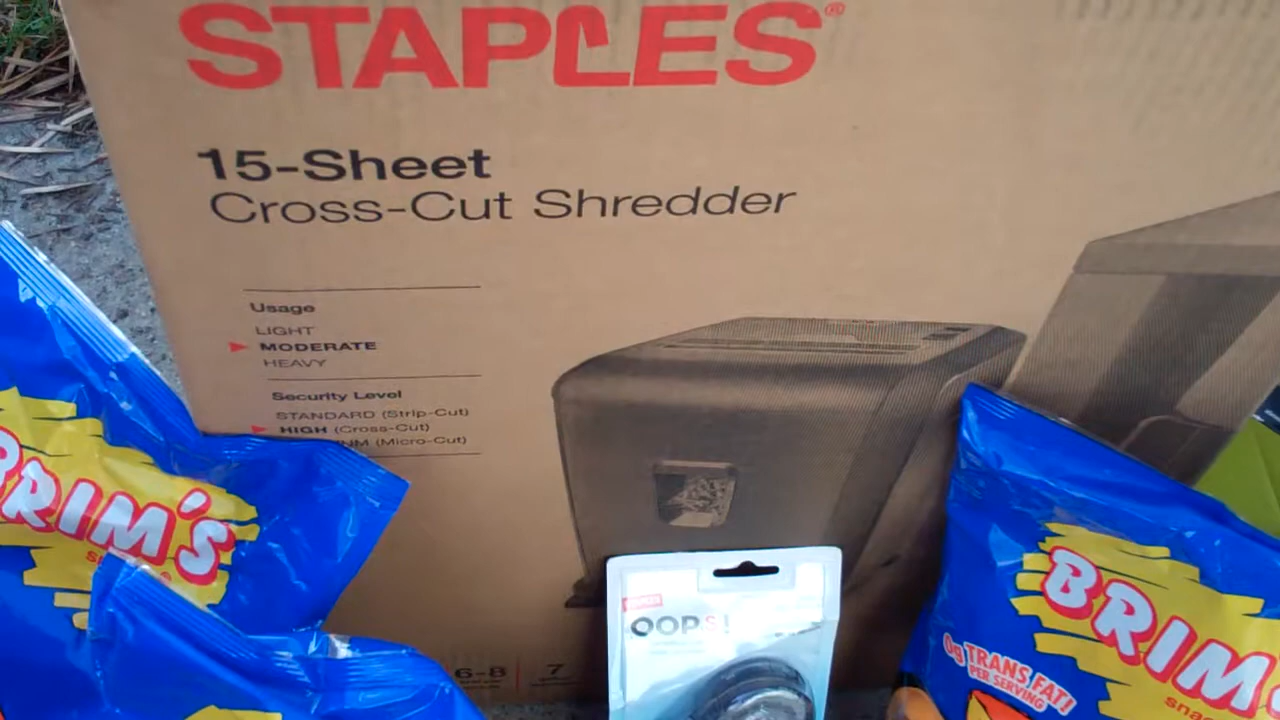 STAPLES®
15-Sheet
Cross-Cut Shredder
Usage
LIGHT
MODERATE
HEAVY
Security Level
STANDARD (Strip-Cut)
HIGH (Cross-Cut)
(Micro-Cut)
6-8
7
BRIM'S
OOPS!
BRIM'S
0g TRANS FAT!
PER SERVING